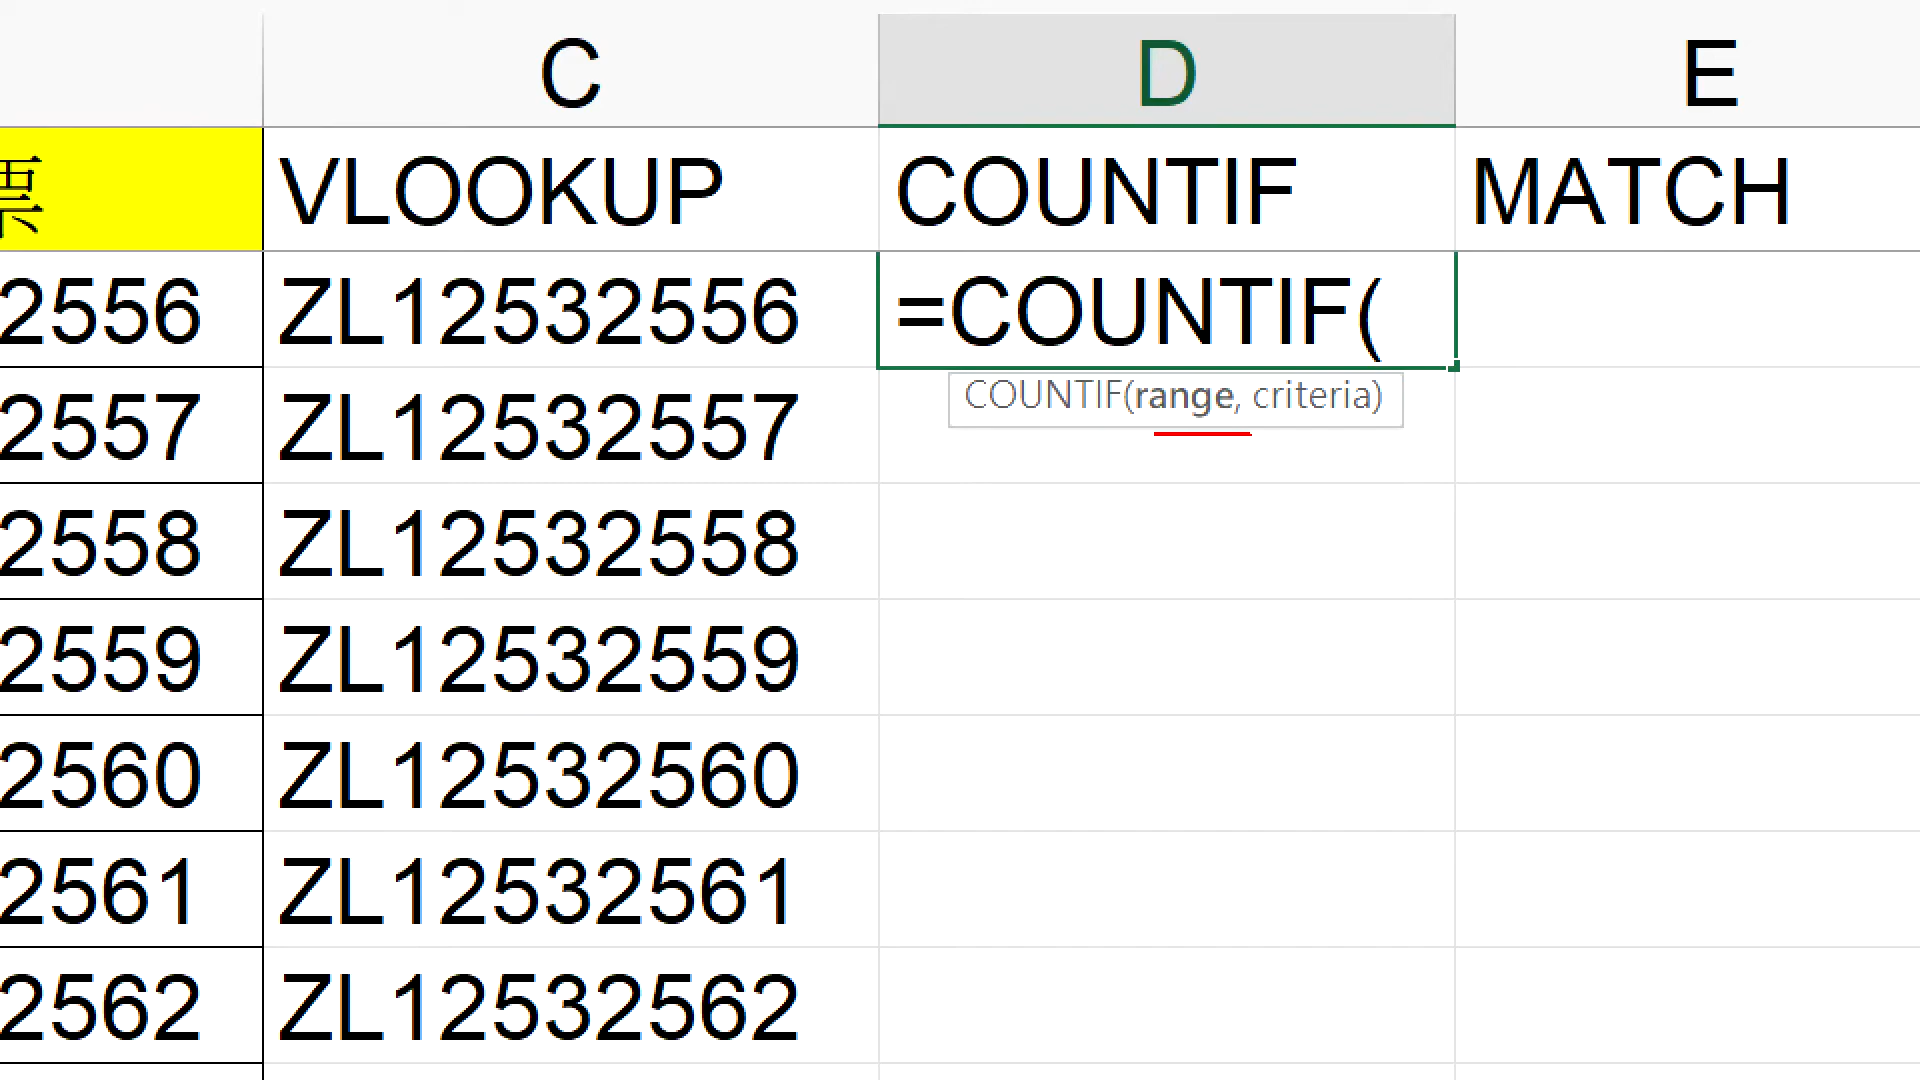 C D E
票 VLOOKUP COUNTIF MATCH
2556 ZL12532556 =COUNTIF(
COUNTIF(range, criteria)
2557 ZL12532557
2558 ZL12532558
2559 ZL12532559
2560 ZL12532560
2561 ZL12532561
2562 ZL12532562